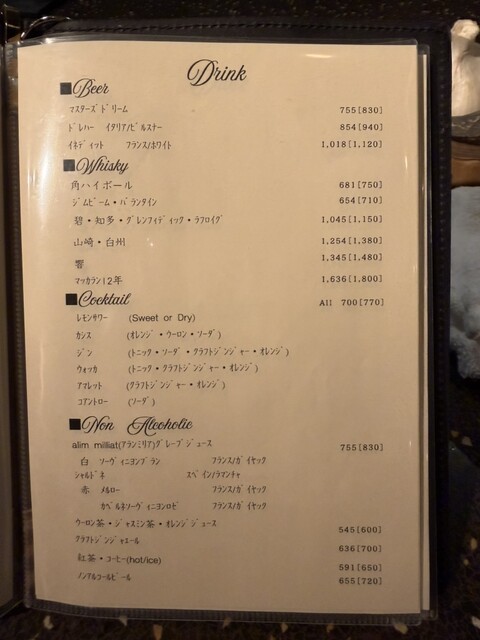 Drink
■Beer
ﾏｽﾀｰｽﾞﾄﾞﾘｰﾑ 755[830]
ﾄﾞﾚﾊｰ ｲﾀﾘｱ/ﾋﾟﾙｽﾅｰ 854[940]
ｲﾈﾃﾞｨｯﾄ ﾌﾗﾝｽ/ﾎﾜｲﾄ 1,018[1,120]
■Whisky
角ハイボール 681[750]
ｼﾞﾑﾋﾞｰﾑ・ﾊﾞﾗﾝﾀｲﾝ 654[710]
碧・知多・ｸﾞﾚﾝﾌｨﾃﾞｨｯｸ・ﾗﾌﾛｲｸﾞ 1,045[1,150]
山崎・白州 1,254[1,380]
響 1,345[1,480]
ﾏｯｶﾗﾝ12年 1,636[1,800]
■Cocktail All 700[770]
ﾚﾓﾝｻﾜｰ (Sweet or Dry)
ｶｼｽ (ｵﾚﾝｼﾞ・ｳｰﾛﾝ・ｿｰﾀﾞ)
ｼﾞﾝ (ﾄﾆｯｸ・ｿｰﾀﾞ・ｸﾗﾌﾄｼﾞﾝｼﾞｬｰ・ｵﾚﾝｼﾞ)
ｳｫｯｶ (ﾄﾆｯｸ・ｸﾗﾌﾄｼﾞﾝｼﾞｬｰ・ｵﾚﾝｼﾞ)
ｱﾏﾚｯﾄ (ｸﾗﾌﾄｼﾞﾝｼﾞｬｰ・ｵﾚﾝｼﾞ)
ｺｱﾝﾄﾛｰ (ｿｰﾀﾞ)
■Non Alcoholic
alim milliat(ｱﾗﾝﾐﾘｱ)ｸﾞﾚｰﾌﾟｼﾞｭｰｽ 755[830]
白 ｿｰｳﾞｨﾆﾖﾝﾌﾞﾗﾝ ﾌﾗﾝｽ/ｶﾞｲﾔｯｸ
ｼｬﾙﾄﾞﾈ ｽﾍﾟｲﾝ/ﾗﾏﾝﾁｬ
赤 ﾒﾙﾛｰ ﾌﾗﾝｽ/ｶﾞｲﾔｯｸ
ｶﾍﾞﾙﾈｿｰｳﾞｨﾆﾖﾝﾛｾﾞ ﾌﾗﾝｽ/ｶﾞｲﾔｯｸ
ｳｰﾛﾝ茶・ｼﾞｬｽﾐﾝ茶・ｵﾚﾝｼﾞｼﾞｭｰｽ 545[600]
ｸﾗﾌﾄｼﾞﾝｼﾞｬｴｰﾙ 636[700]
紅茶・ｺｰﾋｰ(hot/ice) 591[650]
ﾉﾝｱﾙｺｰﾙﾋﾞｰﾙ 655[720]